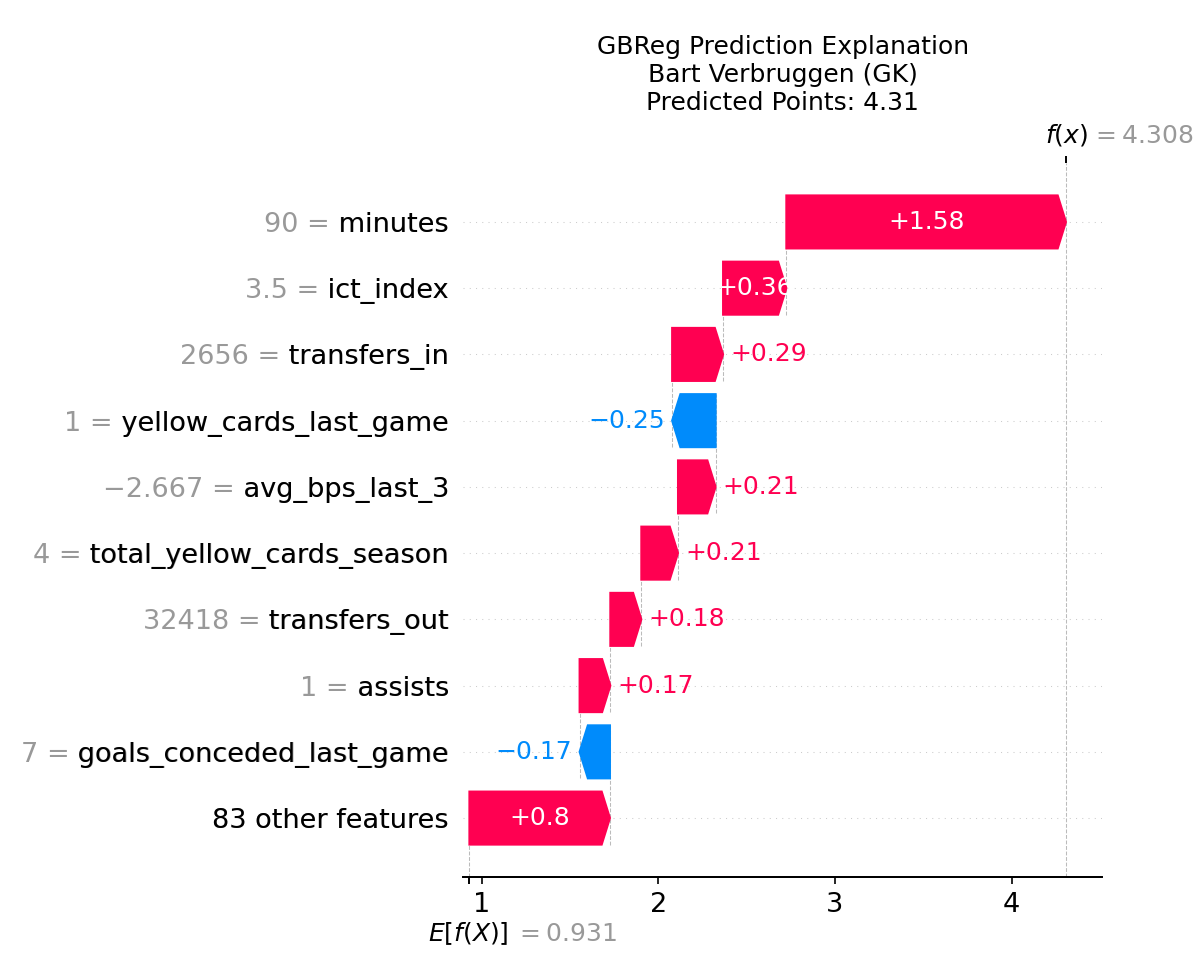 GBReg Prediction Explanation
Bart Verbruggen (GK)
Predicted Points: 4.31
f(x) = 4.308
90 = minutes
+1.58
3.5 = ict_index
+0.36
2656 = transfers_in
+0.29
1 = yellow_cards_last_game
−0.25
−2.667 = avg_bps_last_3
+0.21
4 = total_yellow_cards_season
+0.21
32418 = transfers_out
+0.18
1 = assists
+0.17
7 = goals_conceded_last_game
−0.17
83 other features
+0.8
1 2 3 4
E[f(X)] = 0.931